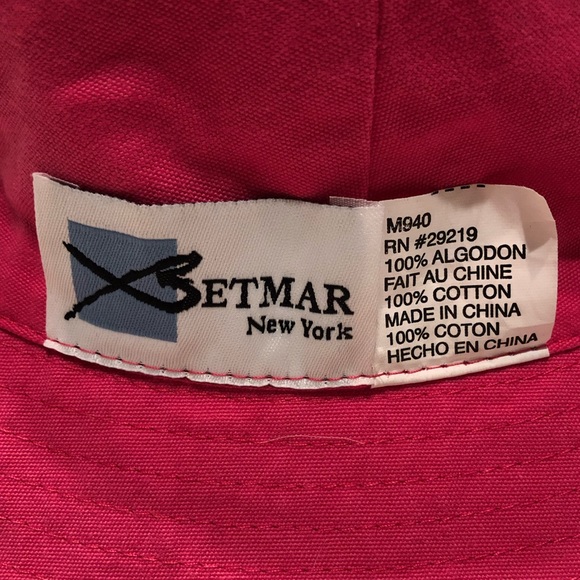 BETMAR
New York
M940
RN #29219
100% ALGODON
FAIT AU CHINE
100% COTTON
MADE IN CHINA
100% COTON
HECHO EN CHINA